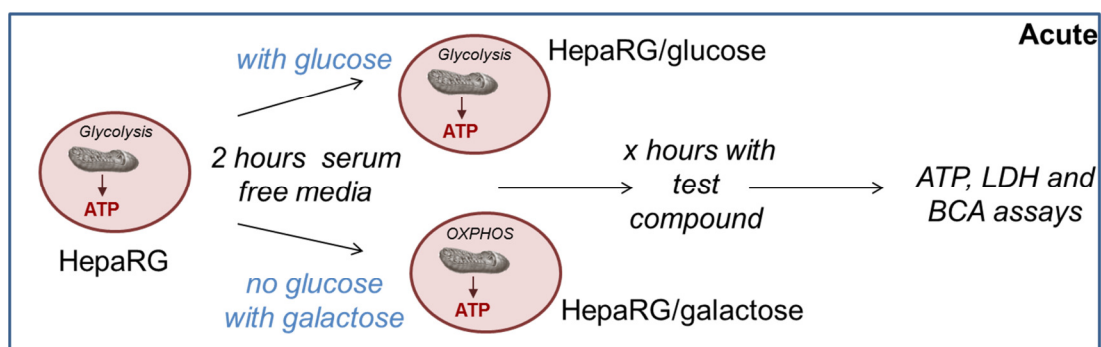 Acute
with glucose
Glycolysis
ATP
HepaRG/glucose
Glycolysis
ATP
HepaRG
2 hours serum
free media
x hours with
test
compound
ATP, LDH and
BCA assays
no glucose
with galactose
OXPHOS
ATP
HepaRG/galactose